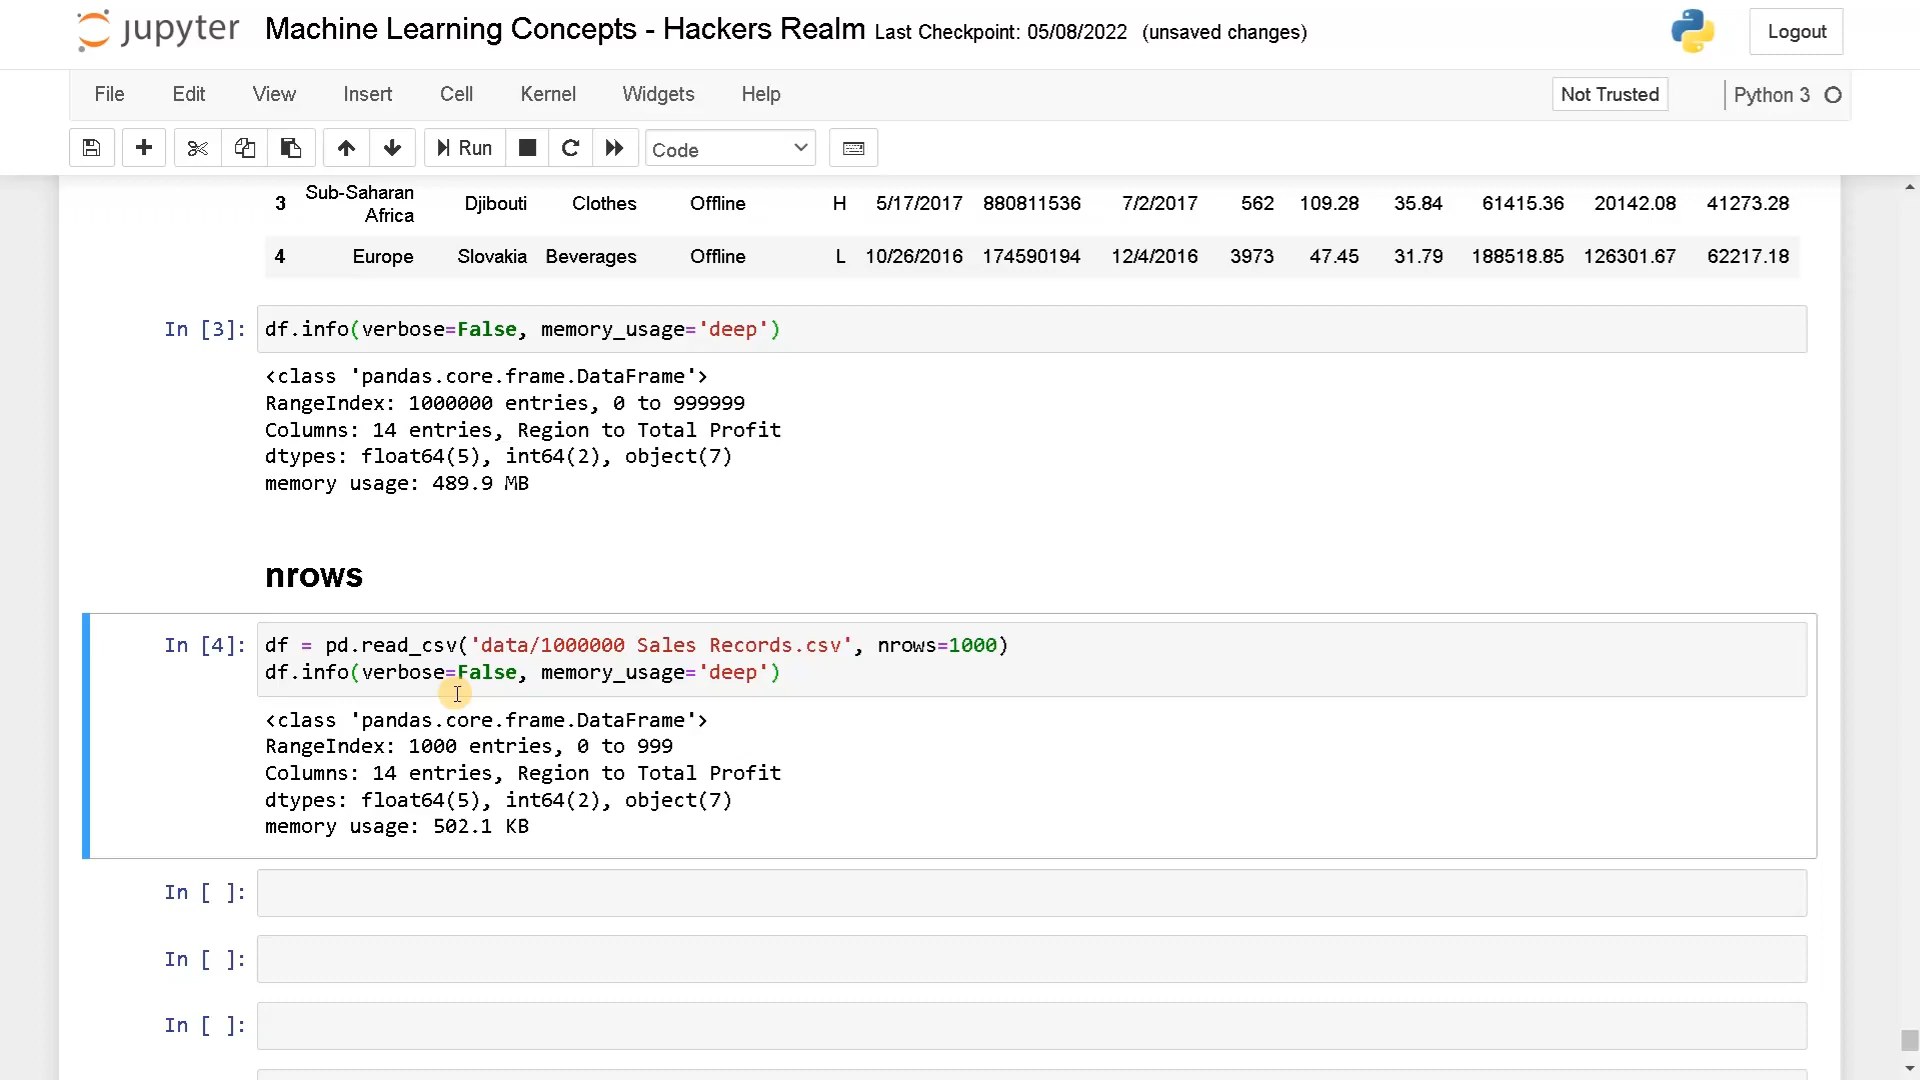 jupyter Machine Learning Concepts - Hackers Realm Last Checkpoint: 05/08/2022 (unsaved changes) Logout
File Edit View Insert Cell Kernel Widgets Help Not Trusted Python 3
Run Code
3 Sub-Saharan Africa Djibouti Clothes Offline H 5/17/2017 880811536 7/2/2017 562 109.28 35.84 61415.36 20142.08 41273.28
4 Europe Slovakia Beverages Offline L 10/26/2016 174590194 12/4/2016 3973 47.45 31.79 188518.85 126301.67 62217.18
In [3]: df.info(verbose=False, memory_usage='deep')
<class 'pandas.core.frame.DataFrame'>
RangeIndex: 1000000 entries, 0 to 999999
Columns: 14 entries, Region to Total Profit
dtypes: float64(5), int64(2), object(7)
memory usage: 489.9 MB
nrows
In [4]: df = pd.read_csv('data/1000000 Sales Records.csv', nrows=1000)
df.info(verbose=False, memory_usage='deep')
<class 'pandas.core.frame.DataFrame'>
RangeIndex: 1000 entries, 0 to 999
Columns: 14 entries, Region to Total Profit
dtypes: float64(5), int64(2), object(7)
memory usage: 502.1 KB
In [ ]:
In [ ]:
In [ ]: